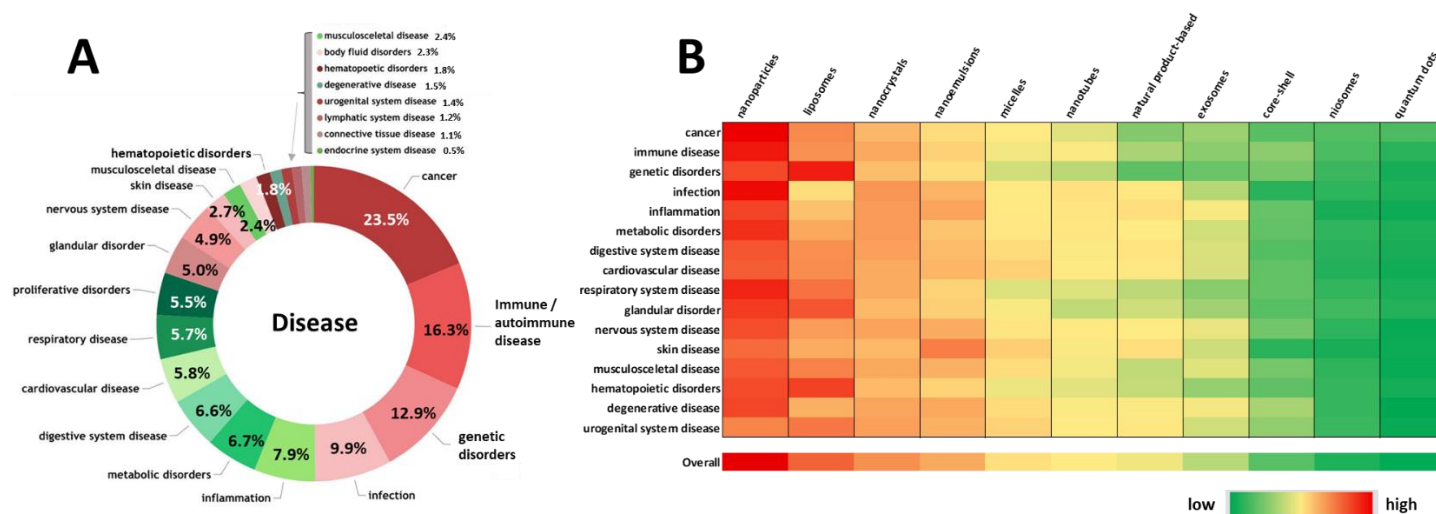 A
musculosceletal disease 2.4%
body fluid disorders 2.3%
hematopoetic disorders 1.8%
degenerative disease 1.5%
urogenital system disease 1.4%
lymphatic system disease 1.2%
connective tissue disease 1.1%
endocrine system disease 0.5%
hematopoietic disorders
musculosceletal disease
skin disease
nervous system disease
glandular disorder
proliferative disorders
respiratory disease
cardiovascular disease
digestive system disease
metabolic disorders
inflammation
infection
genetic
disorders
Immune /
autoimmune
disease
cancer
1.8%
2.4%
2.7%
4.9%
5.0%
5.5%
5.7%
5.8%
6.6%
6.7%
7.9%
9.9%
12.9%
16.3%
23.5%
Disease
B
nanoparticles
liposomes
nanocrystals
nanoemulsions
micelles
nanotubes
natural product-based
exosomes
core-shell
niosomes
quantum dots
cancer
immune disease
genetic disorders
infection
inflammation
metabolic disorders
digestive system disease
cardiovascular disease
respiratory system disease
glandular disorder
nervous system disease
skin disease
musculosceletal disease
hematopoietic disorders
degenerative disease
urogenital system disease
Overall
low
high